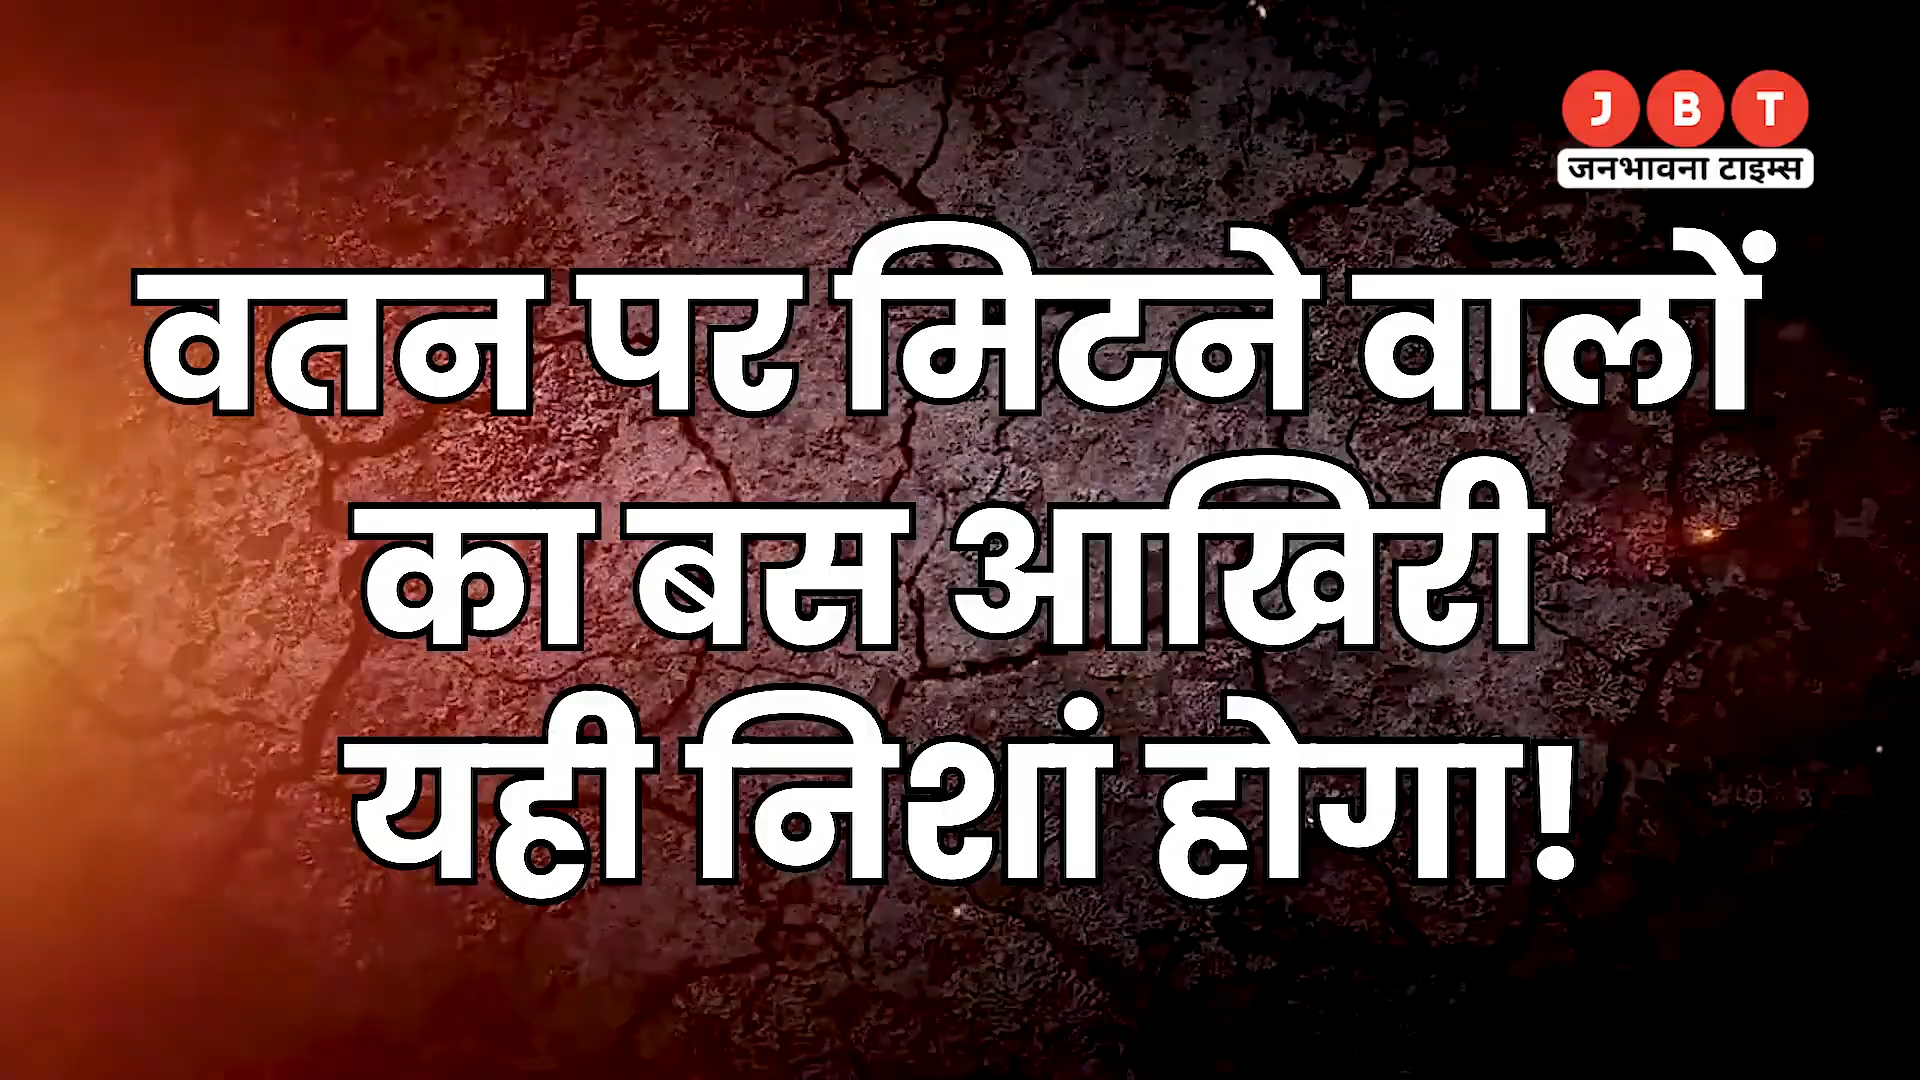 J B T
जनभावना टाइम्स
वतन पर मिटने वालों
का बस आखिरी
यही निशां होगा!